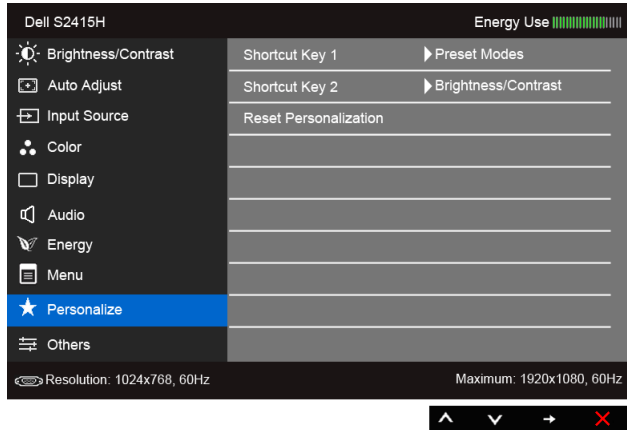 Dell S2415H Energy Use
Brightness/Contrast Shortcut Key 1 Preset Modes
Auto Adjust Shortcut Key 2 Brightness/Contrast
Input Source Reset Personalization
Color
Display
Audio
Energy
Menu
Personalize
Others
Resolution: 1024x768, 60Hz Maximum: 1920x1080, 60Hz